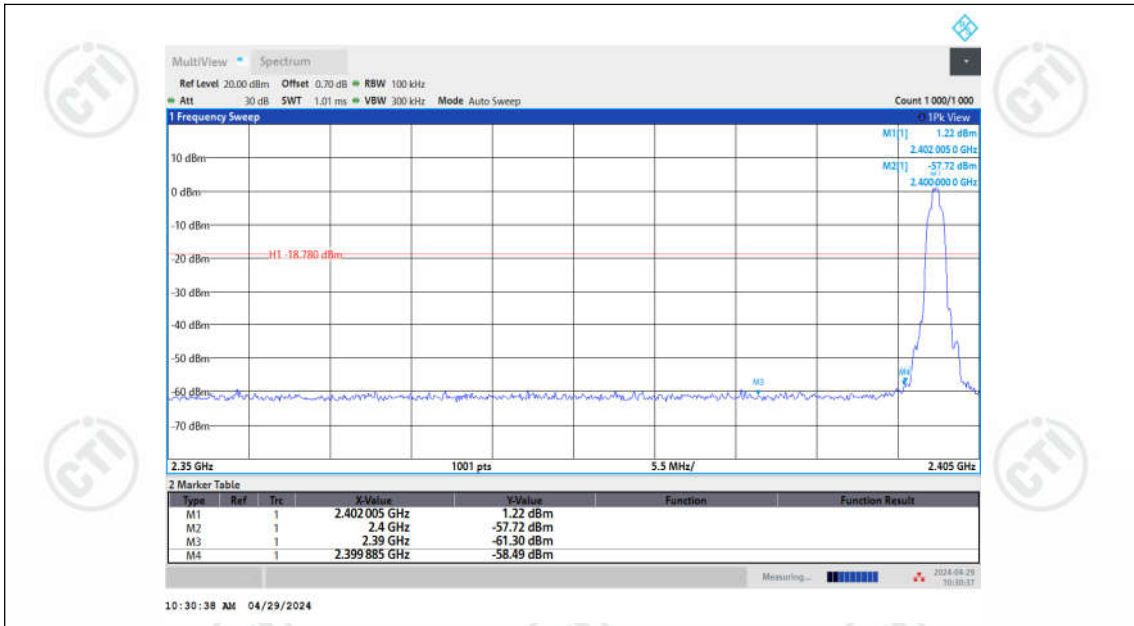 CTI CTI
MultiView Spectrum
Ref Level 20.00 dBm Offset 0.70 dB RBW 100 kHz
Att 30 dB SWT 1.01 ms VBW 300 kHz Mode Auto Sweep Count 1 000/1 000
1 Frequency Sweep 1Pk View
M1[1] 1.22 dBm
2.402 005 0 GHz
10 dBm
M2[1] -57.72 dBm
2.400 000 0 GHz
0 dBm
-10 dBm
H1 -18.780 dBm
-20 dBm
-30 dBm
-40 dBm
-50 dBm
M4
M3
-60 dBm
-70 dBm
CTI CTI
2.35 GHz 1001 pts 5.5 MHz/ 2.405 GHz
2 Marker Table
Type Ref Trc X-Value Y-Value Function Function Result
M1 1 2.402 005 GHz 1.22 dBm
M2 1 2.4 GHz -57.72 dBm
M3 1 2.39 GHz -61.30 dBm
M4 1 2.399 885 GHz -58.49 dBm
Measuring... 2024-04-29
10:30:37
10:30:38 AM 04/29/2024